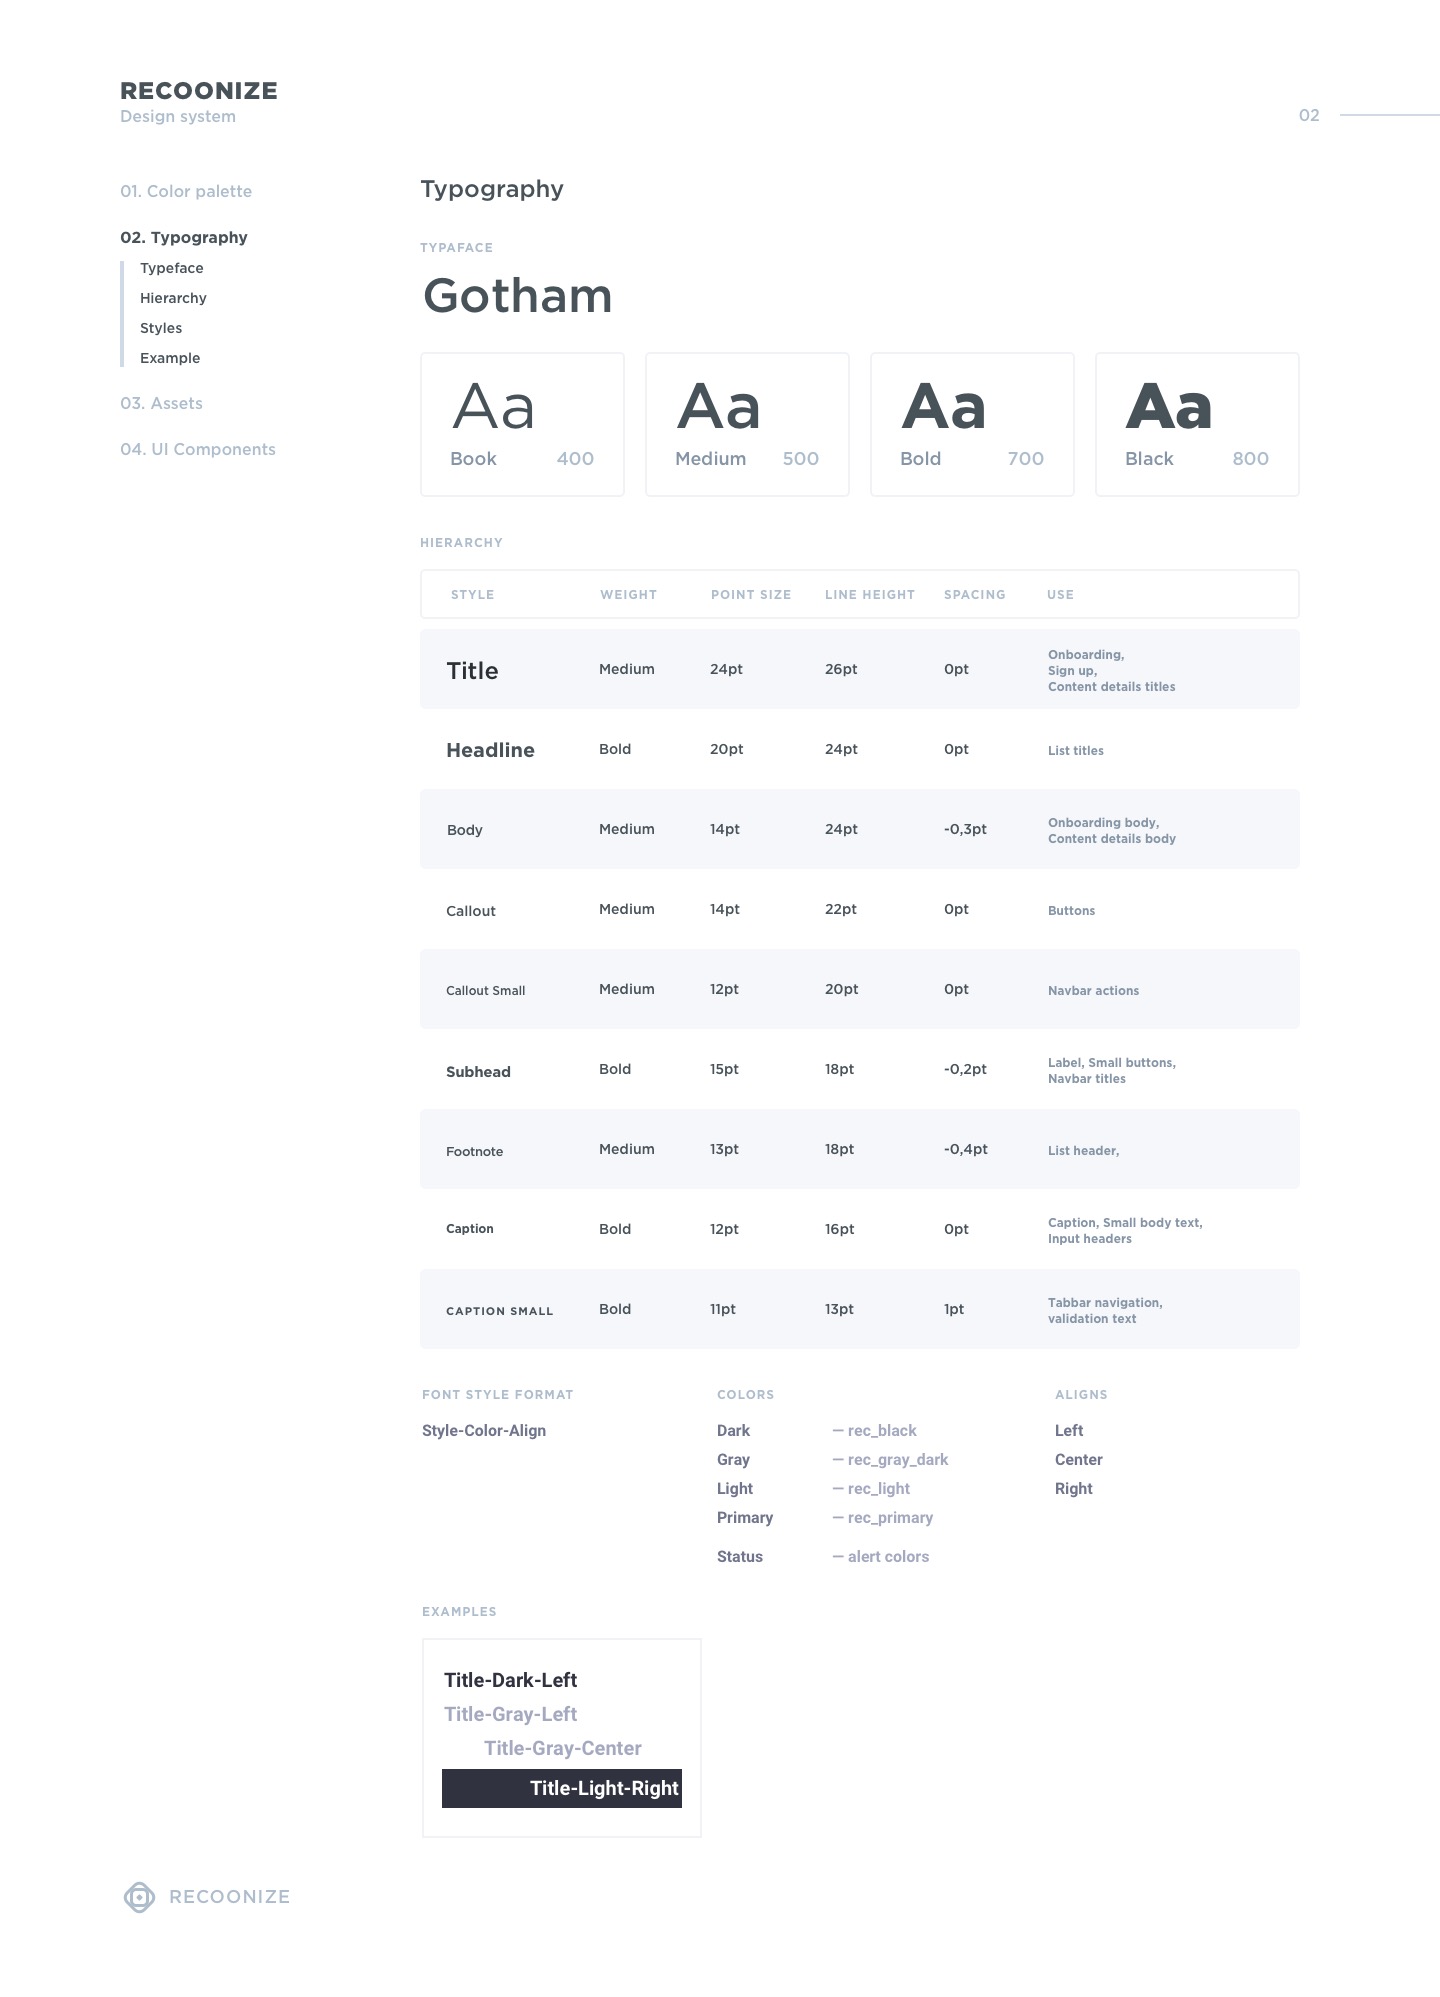 RECOONIZE
Design system
02
01. Color palette
02. Typography
Typeface
Hierarchy
Styles
Example
03. Assets
04. UI Components
Typography
TYPAFACE
Gotham
Aa Aa Aa Aa
Book 400 Medium 500 Bold 700 Black 800
HIERARCHY
STYLE WEIGHT POINT SIZE LINE HEIGHT SPACING USE
Title Medium 24pt 26pt 0pt Onboarding,
Sign up,
Content details titles
Headline Bold 20pt 24pt 0pt List titles
Body Medium 14pt 24pt -0,3pt Onboarding body,
Content details body
Callout Medium 14pt 22pt 0pt Buttons
Callout Small Medium 12pt 20pt 0pt Navbar actions
Subhead Bold 15pt 18pt -0,2pt Label, Small buttons,
Navbar titles
Footnote Medium 13pt 18pt -0,4pt List header,
Caption Bold 12pt 16pt 0pt Caption, Small body text,
Input headers
CAPTION SMALL Bold 11pt 13pt 1pt Tabbar navigation,
validation text
FONT STYLE FORMAT COLORS ALIGNS
Style-Color-Align Dark — rec_black Left
Gray — rec_gray_dark Center
Light — rec_light Right
Primary — rec_primary
Status — alert colors
EXAMPLES
Title-Dark-Left
Title-Gray-Left
Title-Gray-Center
Title-Light-Right
RECOONIZE